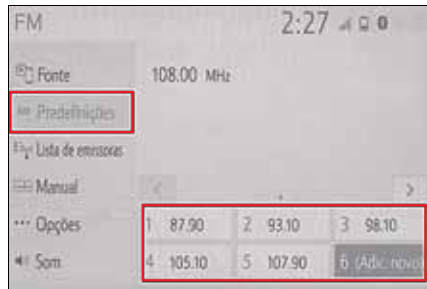 FM 2:27 0
Fonte 108.00 MHz
Predefinições
Lista de emissoras
Manual
Opções 1 87.90 2 93.10 3 98.10
Som 4 105.10 5 107.90 6 (Adic. novo)